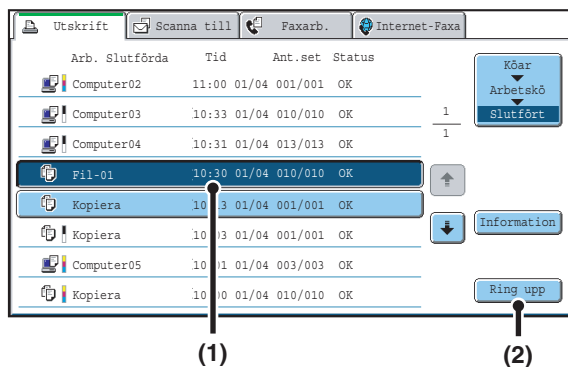 Utskrift Scanna till Faxarb. Internet-Faxa
Arb. Slutförda Tid Ant.set Status
Computer02 11:00 01/04 001/001 OK
Computer03 10:33 01/04 010/010 OK
Computer04 10:31 01/04 013/013 OK
Fil-01 10:30 01/04 010/010 OK
Kopiera 01/04 001/001 OK
Kopiera 01/04 001/001 OK
Computer05 01/04 003/003 OK
Kopiera 01/04 010/010 OK
1
1
Köar
Arbetskö
Slutfört
Information
Ring upp
(1) (2)